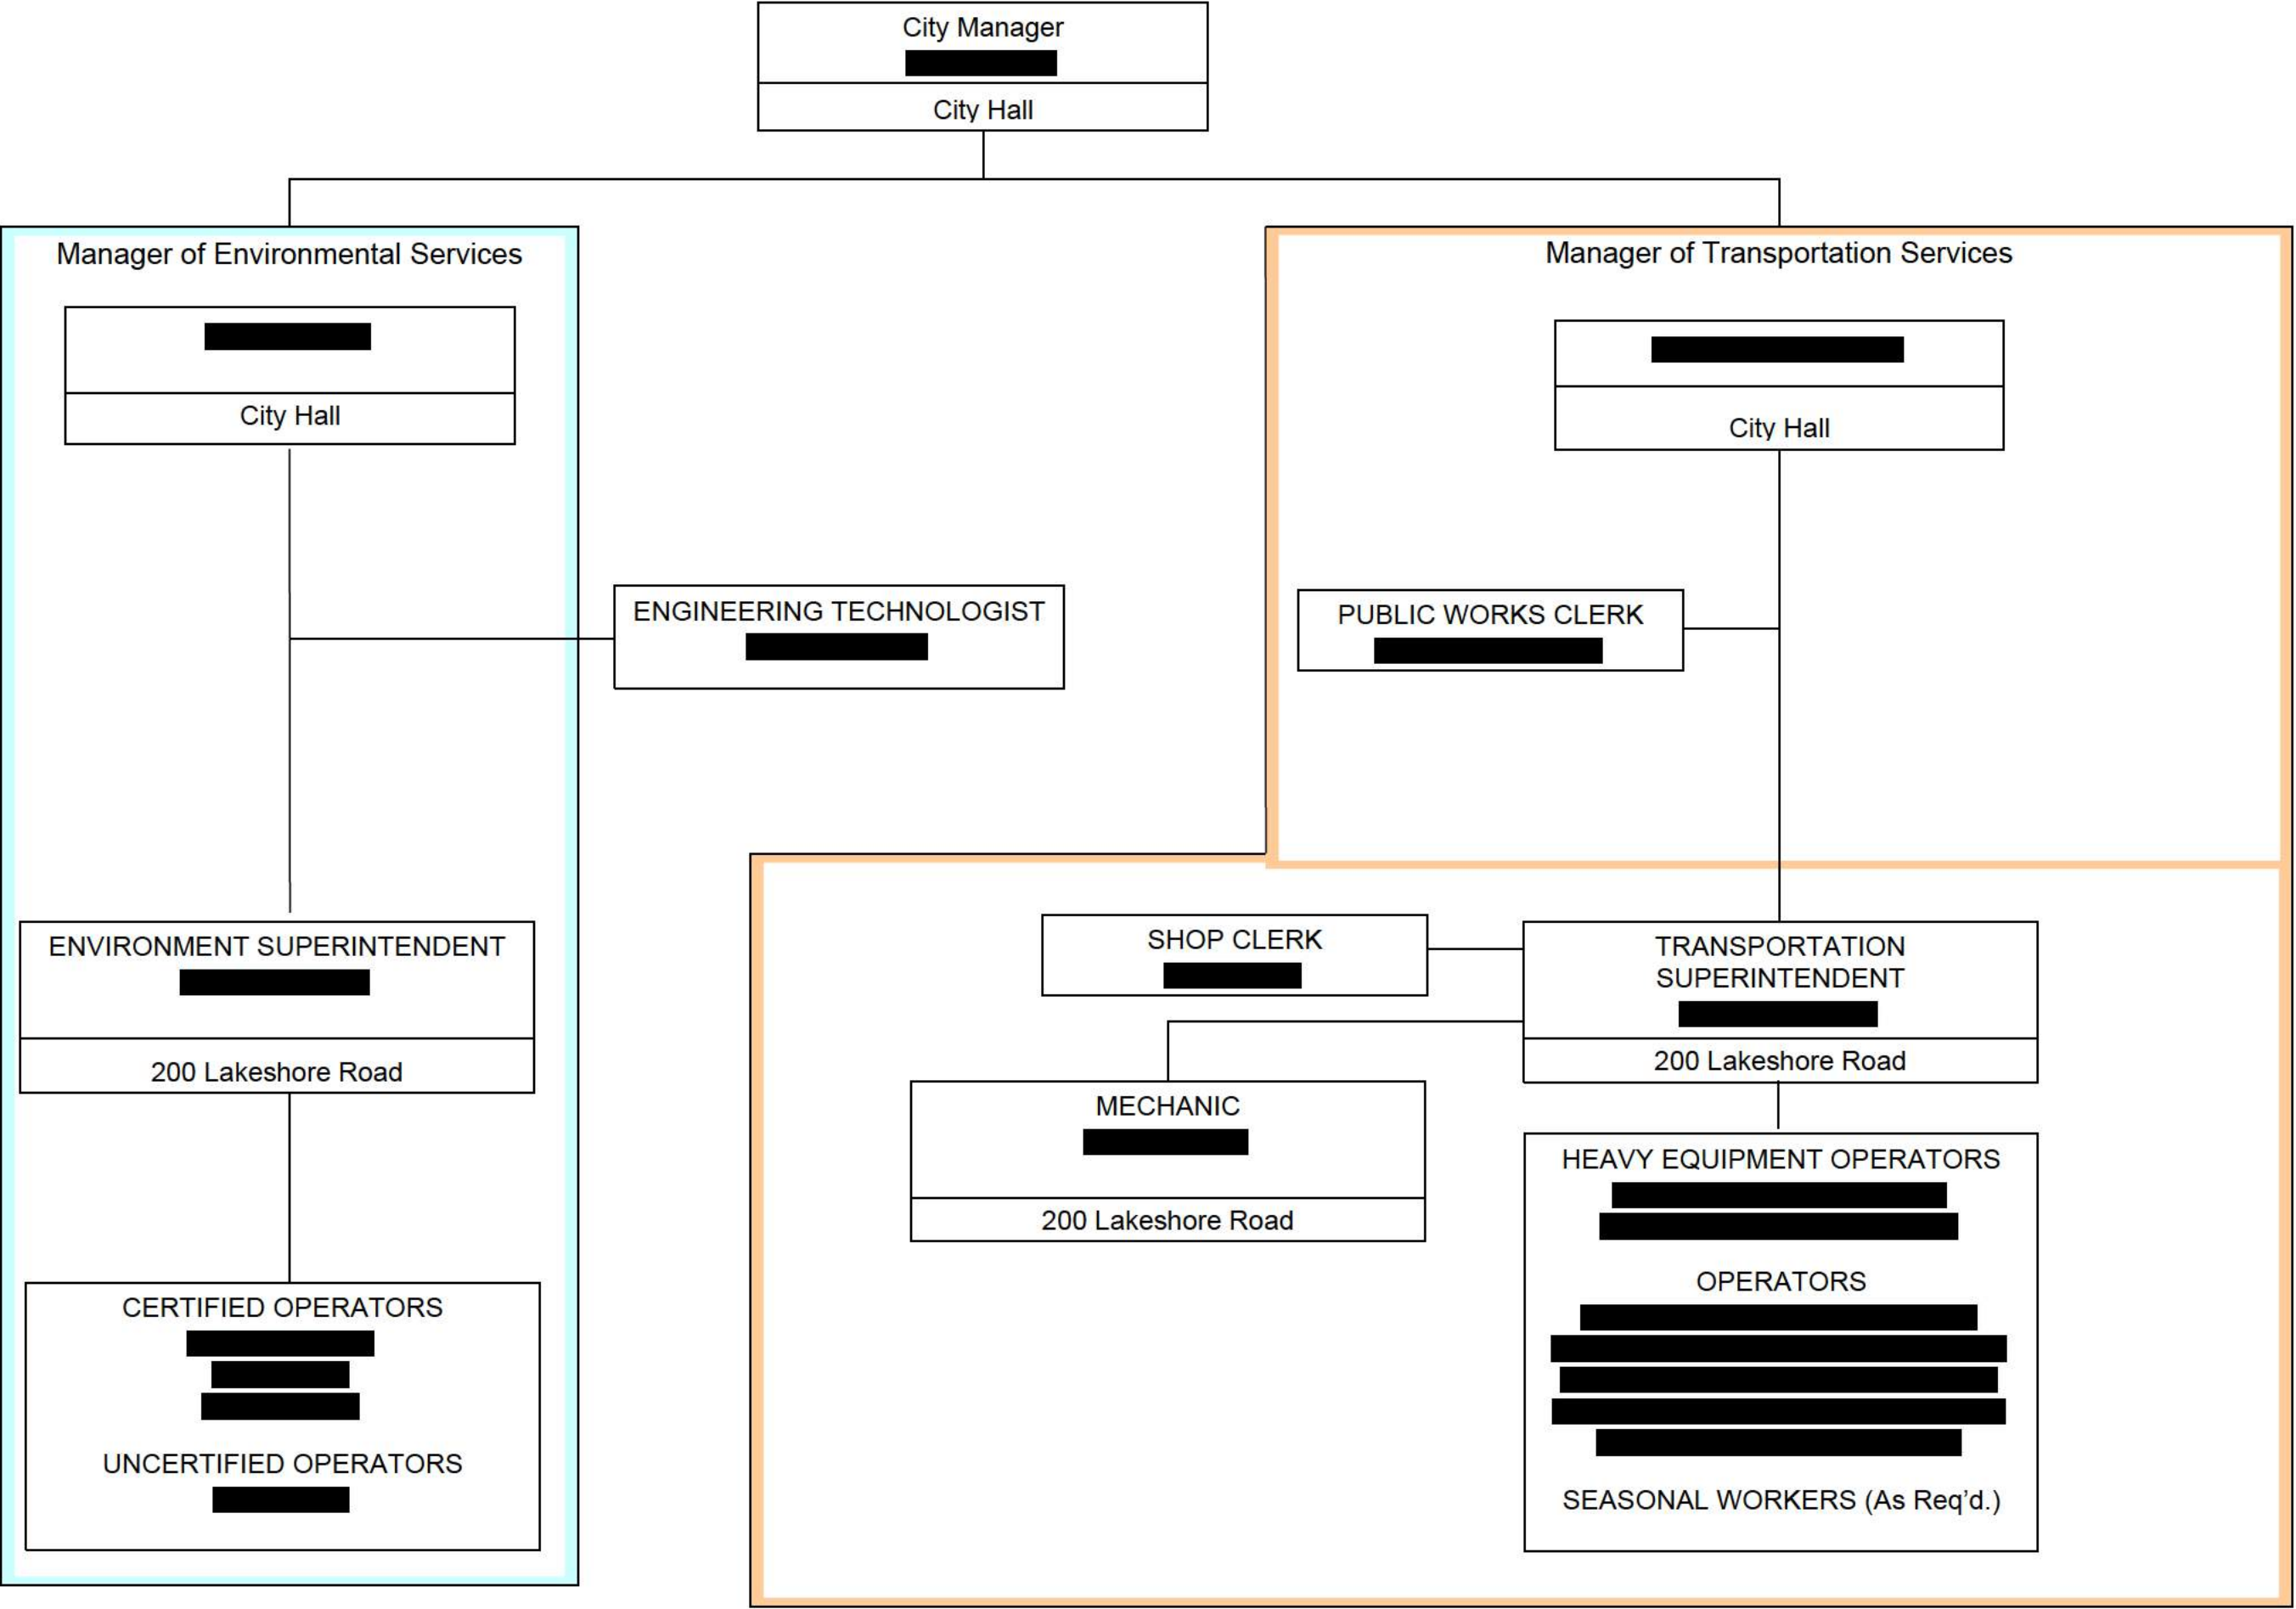 City Manager
City Hall
Manager of Environmental Services
City Hall
Manager of Transportation Services
City Hall
ENGINEERING TECHNOLOGIST
PUBLIC WORKS CLERK
ENVIRONMENT SUPERINTENDENT
200 Lakeshore Road
SHOP CLERK
TRANSPORTATION
SUPERINTENDENT
200 Lakeshore Road
MECHANIC
200 Lakeshore Road
HEAVY EQUIPMENT OPERATORS
OPERATORS
SEASONAL WORKERS (As Req’d.)
CERTIFIED OPERATORS
UNCERTIFIED OPERATORS